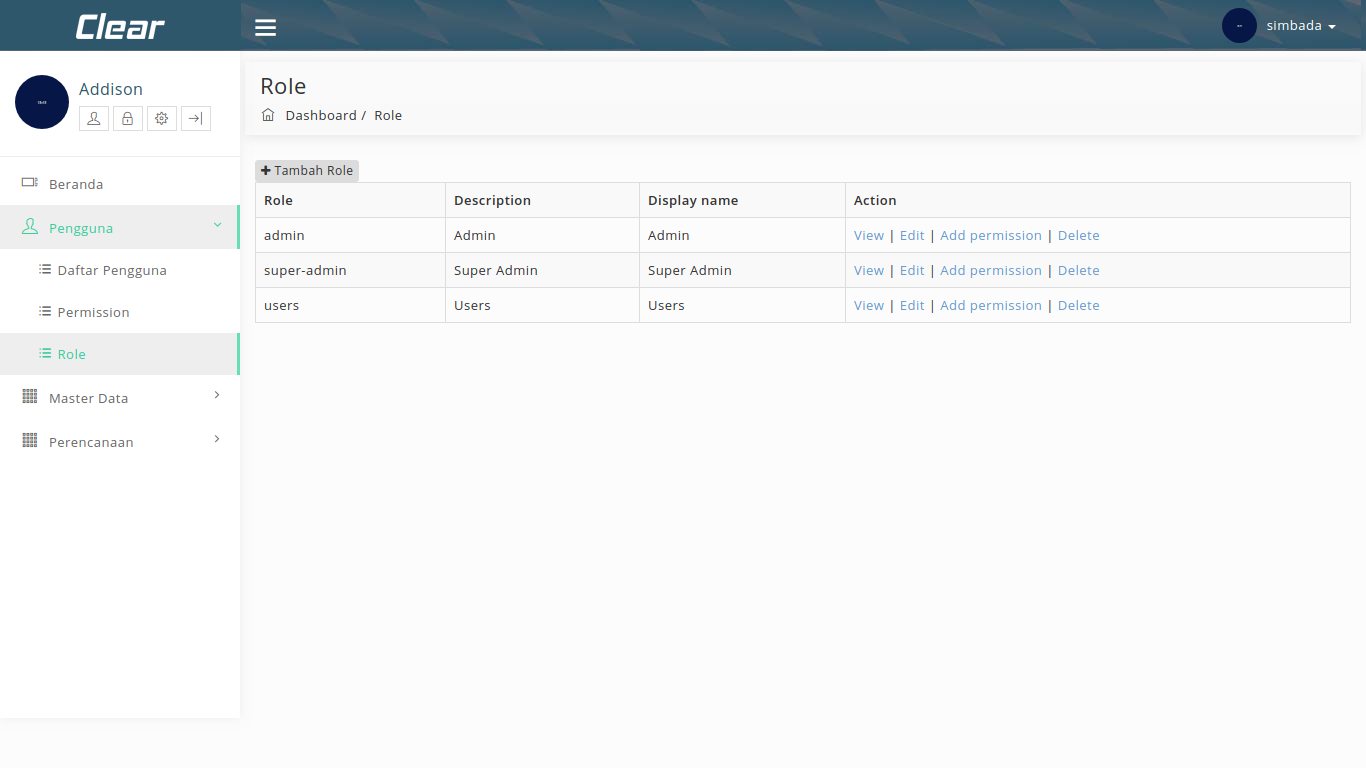 Clear
simbada
Addison
Beranda
Pengguna
Daftar Pengguna
Permission
Role
Master Data
Perencanaan
Role
Dashboard / Role
Tambah Role
Role Description Display name Action
admin Admin Admin View | Edit | Add permission | Delete
super-admin Super Admin Super Admin View | Edit | Add permission | Delete
users Users Users View | Edit | Add permission | Delete